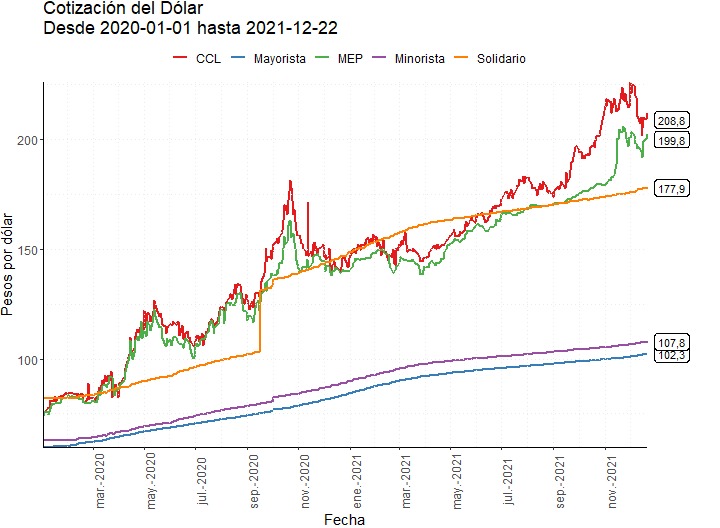 Cotización del Dólar
Desde 2020-01-01 hasta 2021-12-22
CCL Mayorista MEP Minorista Solidario
Pesos por dólar
200
150
100
208,8
199,8
177,9
107,8
102,3
mar.-2020
may.-2020
jul.-2020
sep.-2020
nov.-2020
ene.-2021
mar.-2021
may.-2021
jul.-2021
sep.-2021
nov.-2021
Fecha